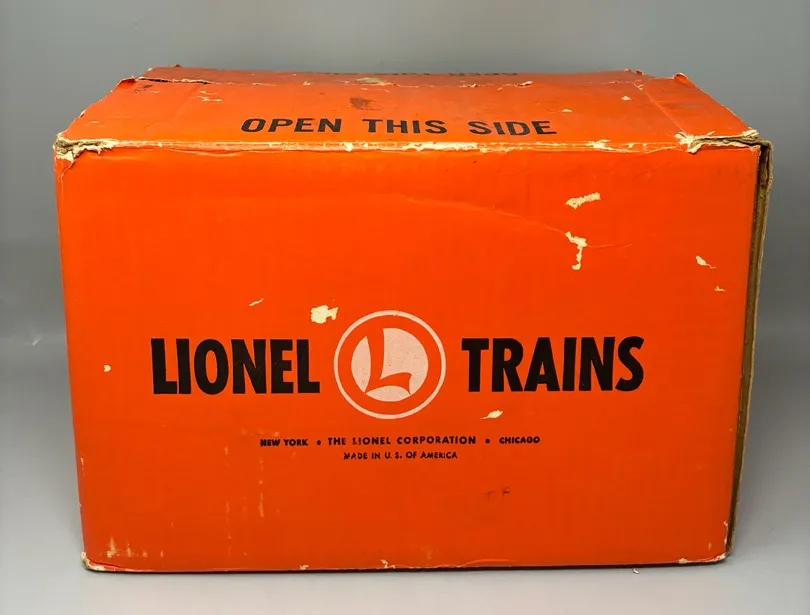 OPEN THIS SIDE
LIONEL L TRAINS
NEW YORK • THE LIONEL CORPORATION • CHICAGO
MADE IN U. S. OF AMERICA